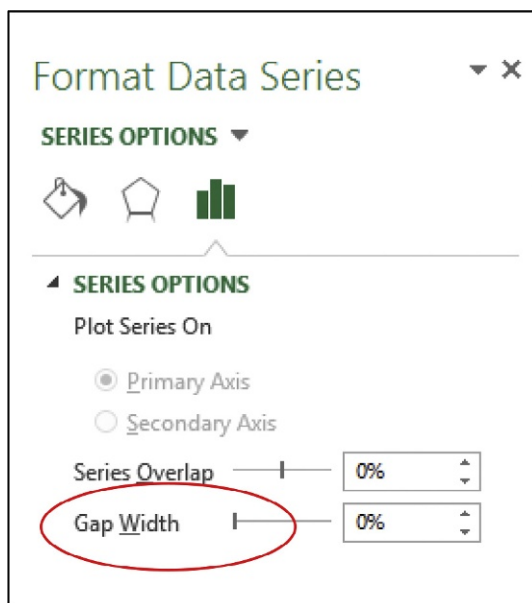 Format Data Series
SERIES OPTIONS
SERIES OPTIONS
Plot Series On
Primary Axis
Secondary Axis
Series Overlap 0%
Gap Width 0%